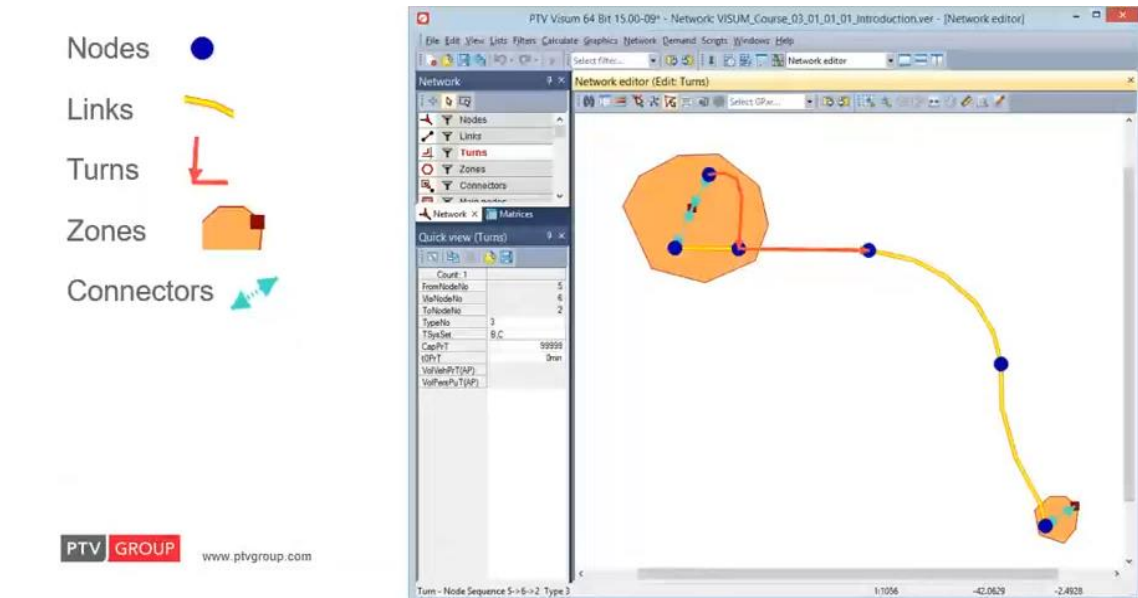 Nodes
Links
Turns
Zones
Connectors
PTV GROUP
www.ptvgroup.com
PTV Visum 64 Bit 15.00-09* - Network: VISUM_Course_03_01_01_01_Introduction.ver - [Network editor]
File Edit View Lists Filters Calculate Graphics Network Demand Scripts Windows Help
Select filter...
Network editor
Network
Nodes
Links
Turns
Zones
Connectors
Main nodes
Network
Matrices
Quick view (Turns)
Count: 1
FromNodeNo 5
ViaNodeNo 6
ToNodeNo 2
TypeNo 3
TSysSet B,C
CapPrT 99999
t0PrT 0min
VolVehPrT(AP)
VolPersPuT(AP)
Network editor (Edit: Turns)
Select GPar...
Turn - Node Sequence 5->6->2 Type 3
1:1056
-42.0629
-2.4928